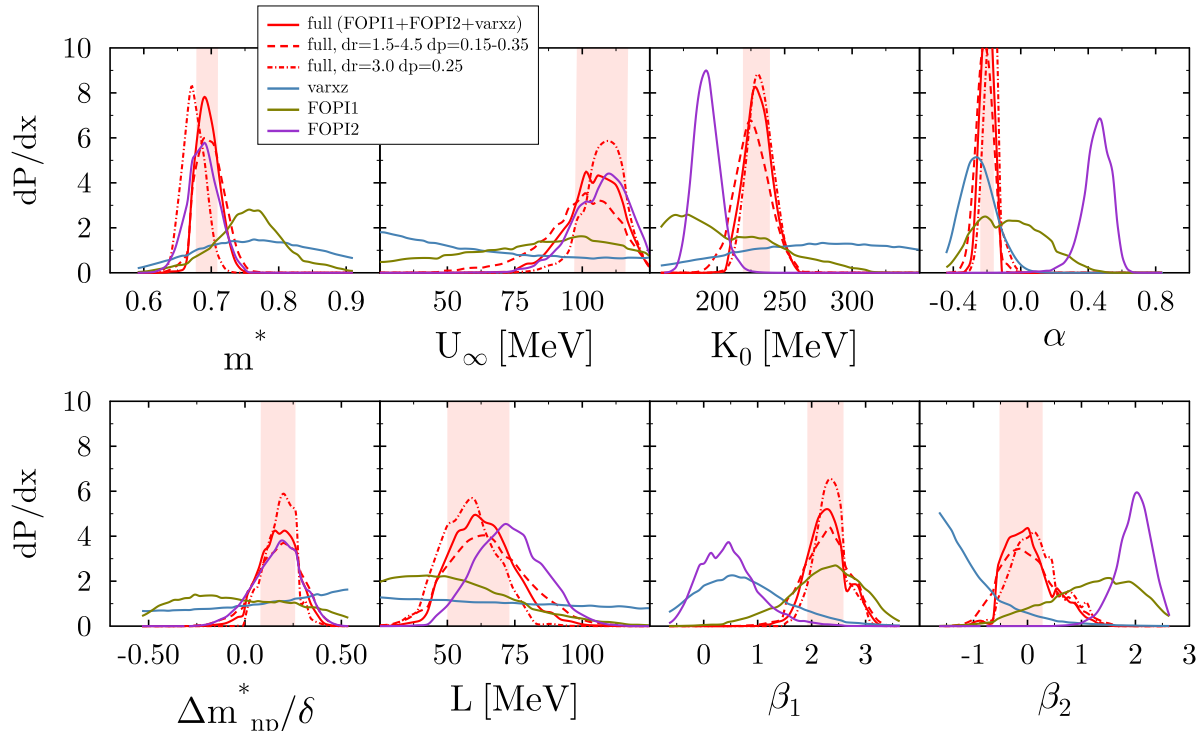 full (FOPI1+FOPI2+varxz)
full, dr=1.5-4.5 dp=0.15-0.35
full, dr=3.0 dp=0.25
varxz
FOPI1
FOPI2
dP/dx
10
8
6
4
2
0
0.6 0.7 0.8 0.9
50 75 100
200 250 300
-0.4 0.0 0.4 0.8
m*
U∞ [MeV]
K0 [MeV]
α
dP/dx
10
8
6
4
2
0
-0.50 0.0 0.50
50 75 100
0 1 2 3
-1 0 1 2 3
Δm*np/δ
L [MeV]
β1
β2